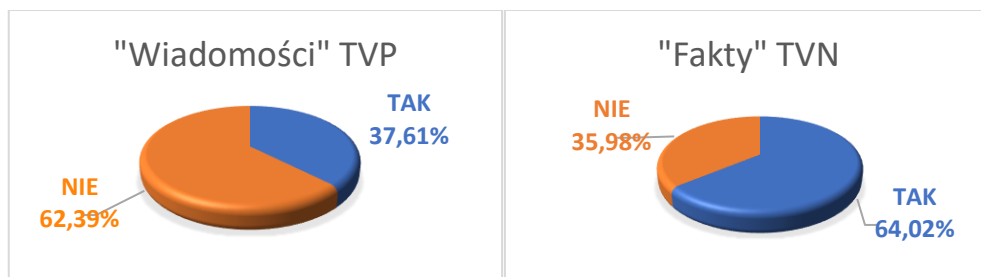 "Wiadomości" TVP
TAK
37,61%
NIE
62,39%
"Fakty" TVN
NIE
35,98%
TAK
64,02%